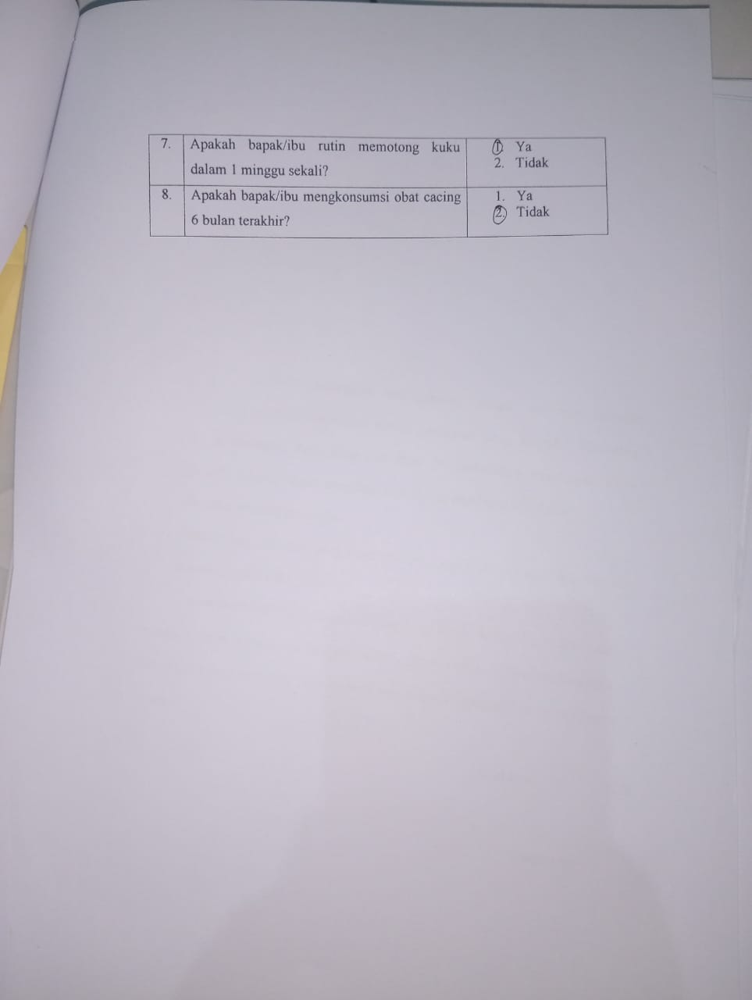 7. Apakah bapak/ibu rutin memotong kuku
dalam 1 minggu sekali?
1. Ya
2. Tidak
8. Apakah bapak/ibu mengkonsumsi obat cacing
6 bulan terakhir?
1. Ya
2. Tidak